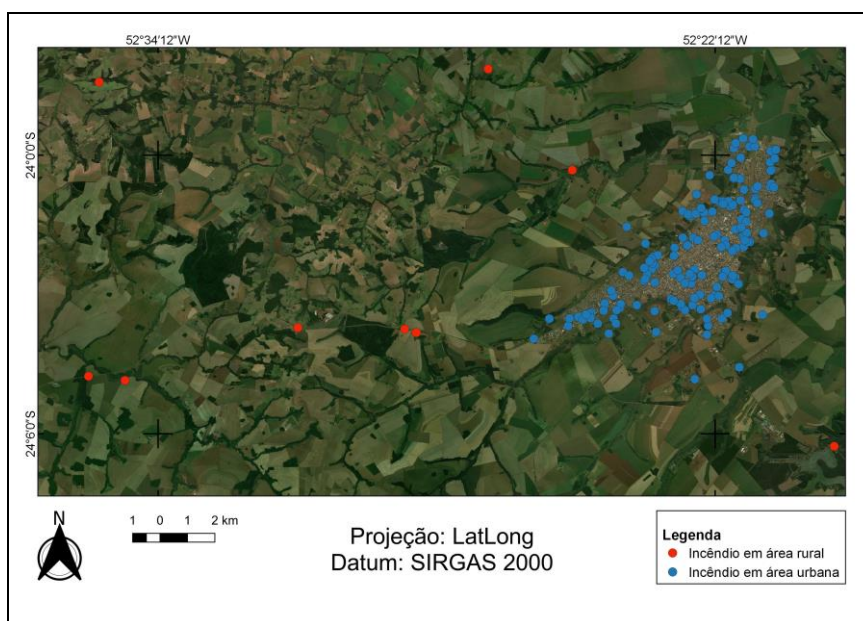 52°34'12"W
52°22'12"W
24°0'0"S
24°6'0"S
N
1 0 1 2 km
Projeção: LatLong
Datum: SIRGAS 2000
Legenda
Incêndio em área rural
Incêndio em área urbana